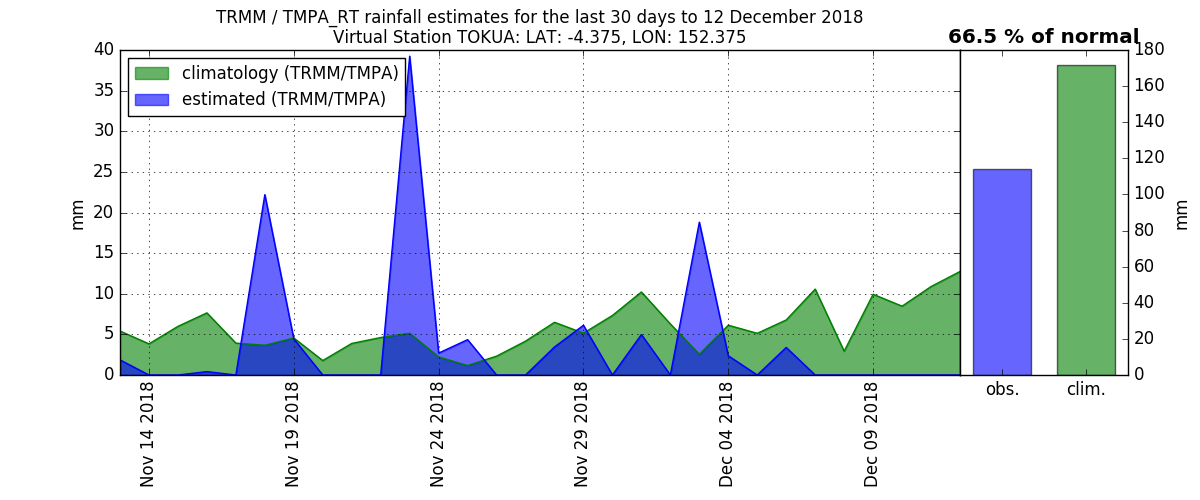 TRMM / TMPA_RT rainfall estimates for the last 30 days to 12 December 2018
Virtual Station TOKUA: LAT: -4.375, LON: 152.375
66.5 % of normal
climatology (TRMM/TMPA)
estimated (TRMM/TMPA)
mm
40
35
30
25
20
15
10
5
0
Nov 14 2018
Nov 19 2018
Nov 24 2018
Nov 29 2018
Dec 04 2018
Dec 09 2018
obs.
clim.
180
160
140
120
100
80
60
40
20
0
mm